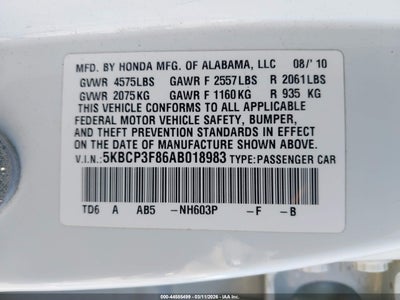 MFD. BY HONDA MFG. OF ALABAMA, LLC 08/'10
GVWR 4575LBS GAWR F 2557LBS R 2061LBS
GVWR 2075KG GAWR F 1160KG R 935 KG
THIS VEHICLE CONFORMS TO ALL APPLICABLE
FEDERAL MOTOR VEHICLE SAFETY, BUMPER,
AND THEFT PREVENTION STANDARDS IN EFFECT
ON THE DATE OF MANUFACTURE SHOWN ABOVE.
V.I.N.: 5KBCP3F86AB018983 TYPE: PASSENGER CAR
TD6 A AB5 -NH603P -F -B
000-44555499 - 03/11/2026 - IAA Inc.